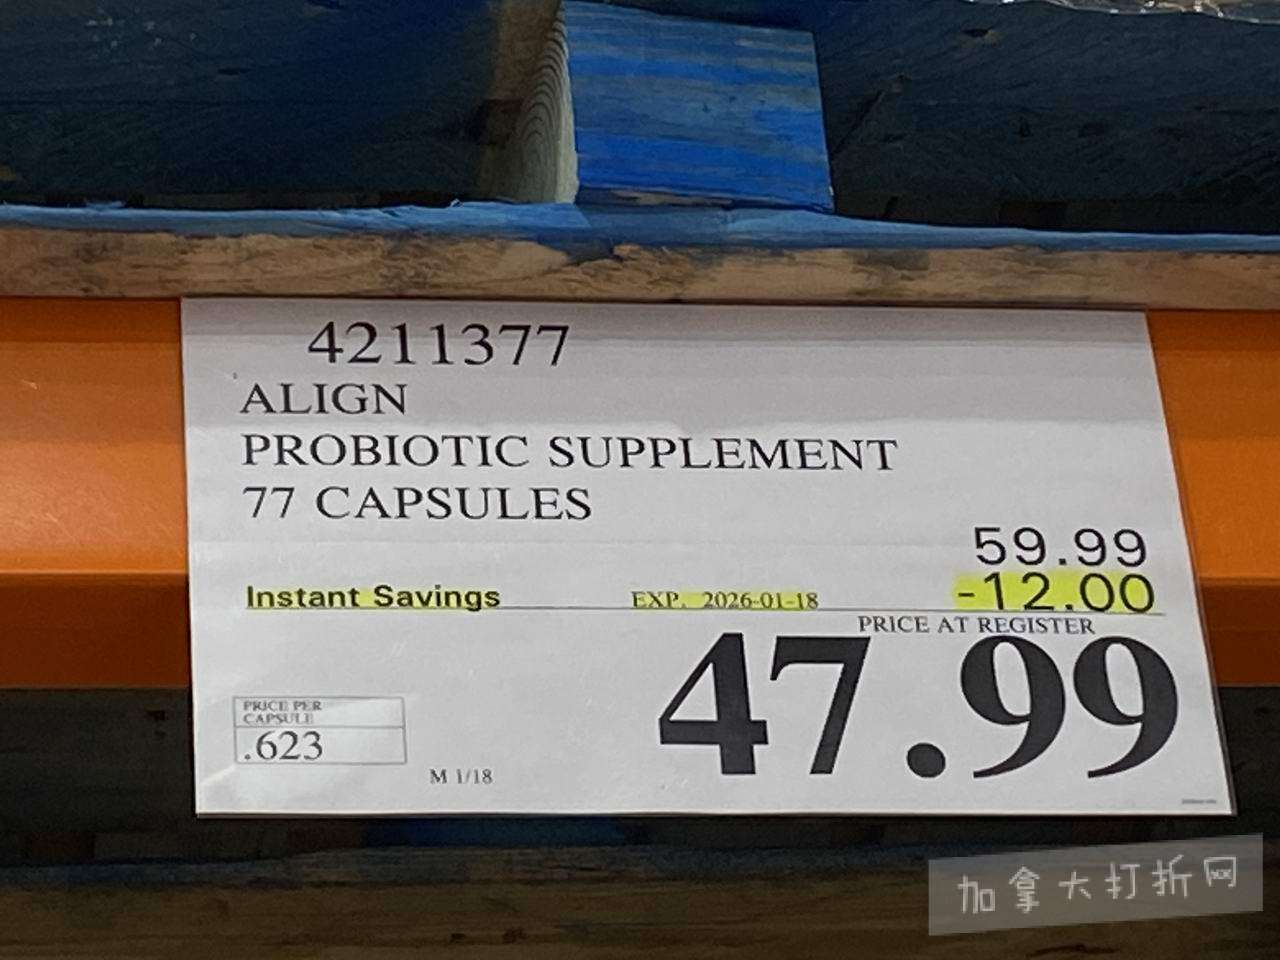 4211377
ALIGN
PROBIOTIC SUPPLEMENT
77 CAPSULES
59.99
Instant Savings EXP. 2026-01-18 -12.00
PRICE AT REGISTER
47.99
PRICE PER
CAPSULE
.623
M 1/18
加拿大打折网